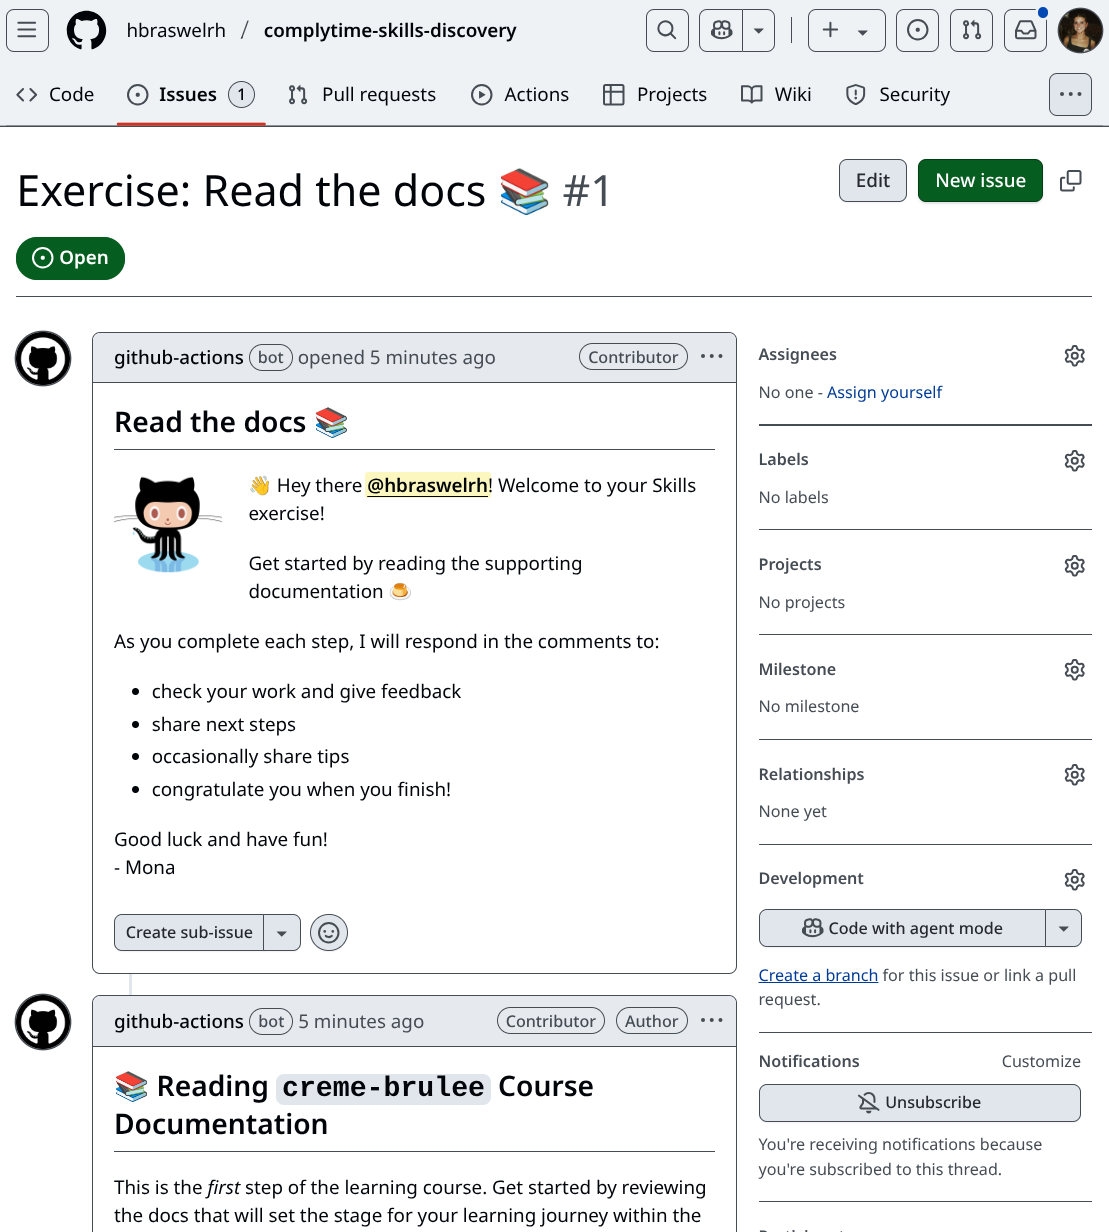 hbraswelrh / complytime-skills-discovery
Code Issues 1 Pull requests Actions Projects Wiki Security
Exercise: Read the docs 📚 #1
Edit New issue
Open
github-actions bot opened 5 minutes ago Contributor
Read the docs 📚
👋 Hey there @hbraswelrh! Welcome to your Skills
exercise!
Get started by reading the supporting
documentation 🍮
As you complete each step, I will respond in the comments to:
• check your work and give feedback
• share next steps
• occasionally share tips
• congratulate you when you finish!
Good luck and have fun!
- Mona
Create sub-issue
github-actions bot 5 minutes ago Contributor Author
📚 Reading creme-brulee Course
Documentation
This is the first step of the learning course. Get started by reviewing
the docs that will set the stage for your learning journey within the
Assignees
No one - Assign yourself
Labels
No labels
Projects
No projects
Milestone
No milestone
Relationships
None yet
Development
Code with agent mode
Create a branch for this issue or link a pull
request.
Notifications Customize
Unsubscribe
You're receiving notifications because
you're subscribed to this thread.